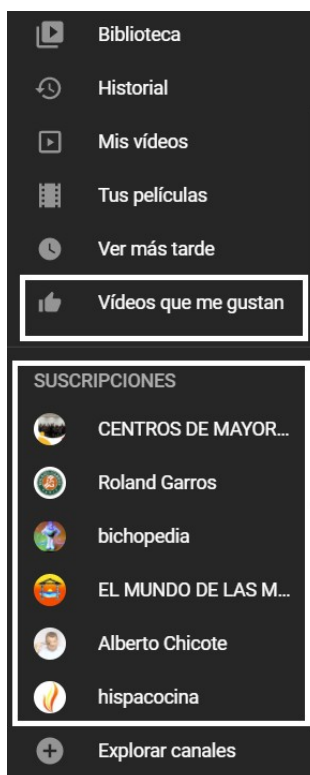 Biblioteca
Historial
Mis vídeos
Tus películas
Ver más tarde
Vídeos que me gustan
SUSCRIPCIONES
CENTROS DE MAYOR...
Roland Garros
bichopedia
EL MUNDO DE LAS M...
Alberto Chicote
hispacocina
Explorar canales